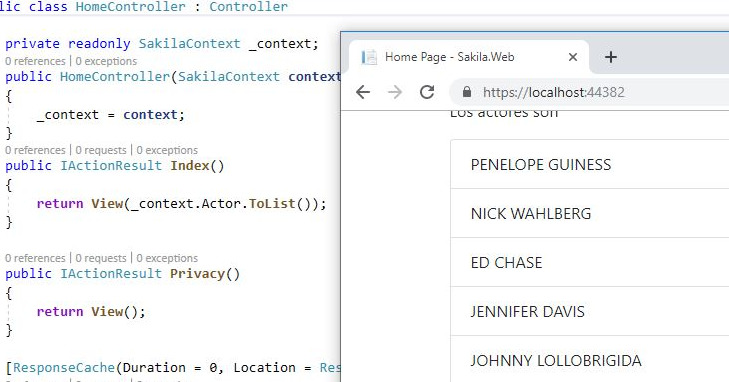 lic class HomeController : Controller
private readonly SakilaContext _context;
0 references | 0 exceptions
public HomeController(SakilaContext context
{
_context = context;
}
0 references | 0 requests | 0 exceptions
public IActionResult Index()
{
return View(_context.Actor.ToList());
}
0 references | 0 requests | 0 exceptions
public IActionResult Privacy()
{
return View();
}
[ResponseCache(Duration = 0, Location = Res
Home Page - Sakila.Web
https://localhost:44382
Los actores son
PENELOPE GUINESS
NICK WAHLBERG
ED CHASE
JENNIFER DAVIS
JOHNNY LOLLOBRIGIDA